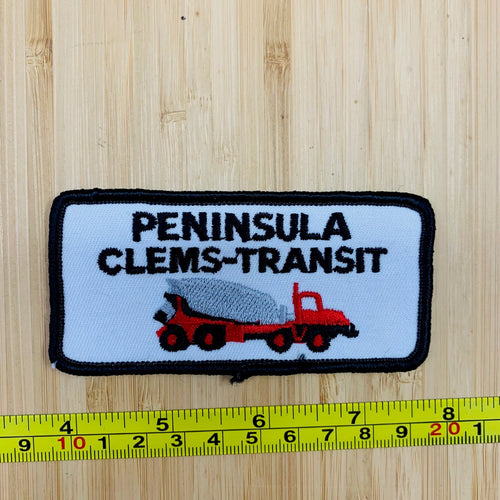 PENINSULA
CLEMS-TRANSIT
4 5 6 7 8
9 10 1 2 3 4 5 6 7 8 9 20 1